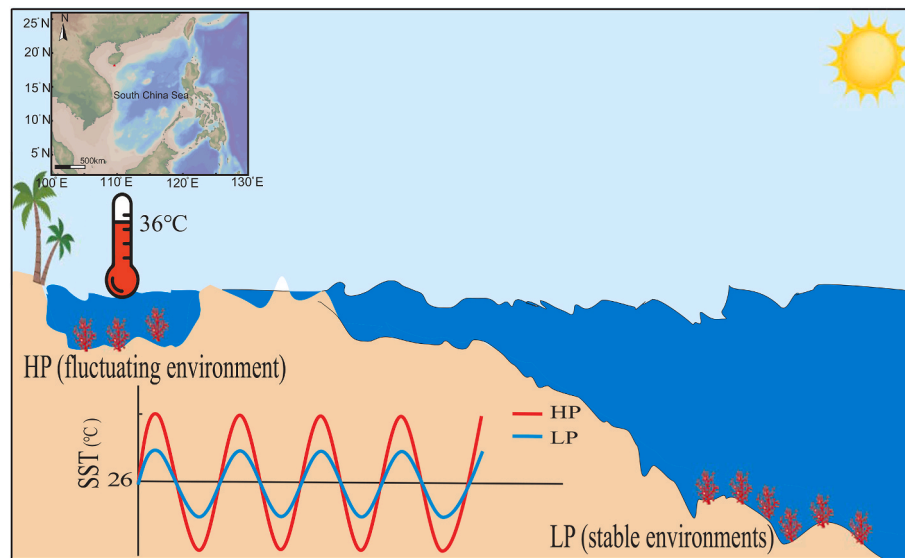 25°N
20°N
15°N
10°N
5°N
N
South China Sea
500km
100°E 110°E 120°E 130°E
36℃
HP (fluctuating environment)
SST (℃)
26
HP
LP
LP (stable environments)